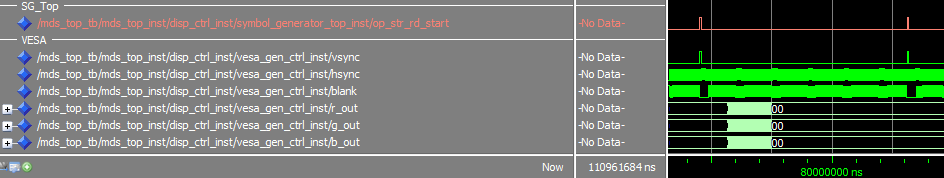 SG_Top
/mds_top_tb/mds_top_inst/disp_ctrl_inst/symbol_generator_top_inst/op_str_rd_start -No Data-
VESA
/mds_top_tb/mds_top_inst/disp_ctrl_inst/vesa_gen_ctrl_inst/vsync -No Data-
/mds_top_tb/mds_top_inst/disp_ctrl_inst/vesa_gen_ctrl_inst/hsync -No Data-
/mds_top_tb/mds_top_inst/disp_ctrl_inst/vesa_gen_ctrl_inst/blank -No Data-
/mds_top_tb/mds_top_inst/disp_ctrl_inst/vesa_gen_ctrl_inst/r_out -No Data- 00
/mds_top_tb/mds_top_inst/disp_ctrl_inst/vesa_gen_ctrl_inst/g_out -No Data- 00
/mds_top_tb/mds_top_inst/disp_ctrl_inst/vesa_gen_ctrl_inst/b_out -No Data- 00
Now 110961684 ns 80000000 ns